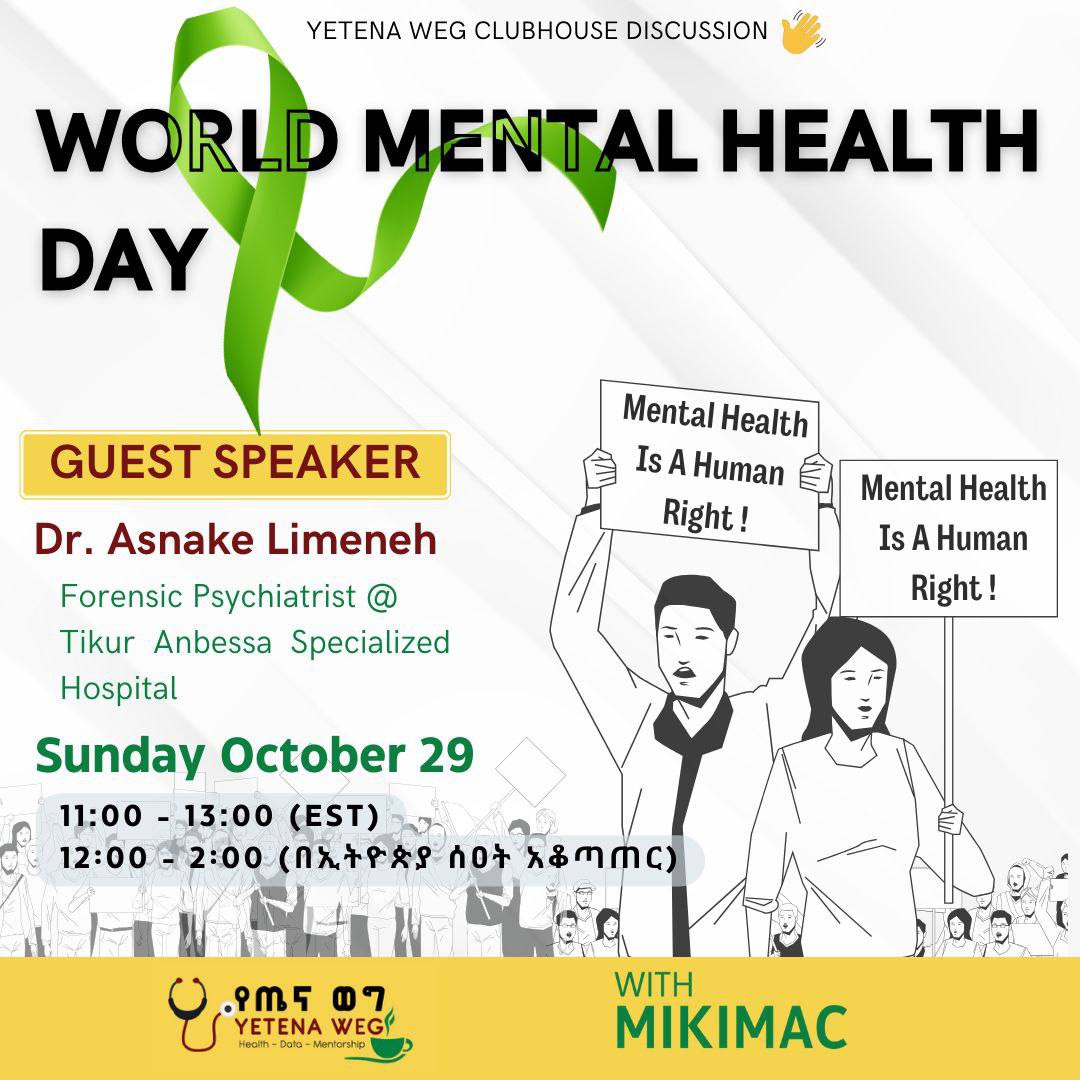 YETENA WEG CLUBHOUSE DISCUSSION
WORLD MENTAL HEALTH
DAY
GUEST SPEAKER
Dr. Asnake Limeneh
Forensic Psychiatrist @
Tikur Anbessa Specialized
Hospital
Sunday October 29
11:00 - 13:00 (EST)
12:00 - 2:00 (በኢትዮጵያ ሰዐት አቆጣጠር)
Mental Health
Is A Human
Right !
Mental Health
Is A Human
Right !
የጤና ወግ
YETENA WEG
Health - Data - Mentorship
WITH
MIKIMAC